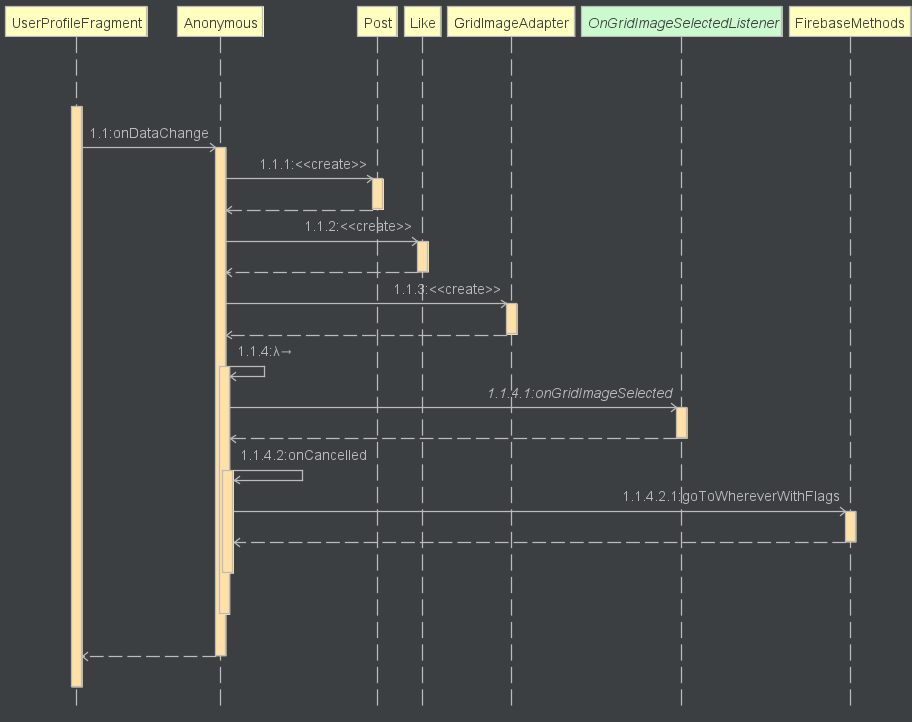 UserProfileFragment
Anonymous
Post
Like
GridImageAdapter
OnGridImageSelectedListener
FirebaseMethods
1.1:onDataChange
1.1.1:<<create>>
1.1.2:<<create>>
1.1.3:<<create>>
1.1.4:λ→
1.1.4.1:onGridImageSelected
1.1.4.2:onCancelled
1.1.4.2.1:goToWhereverWithFlags